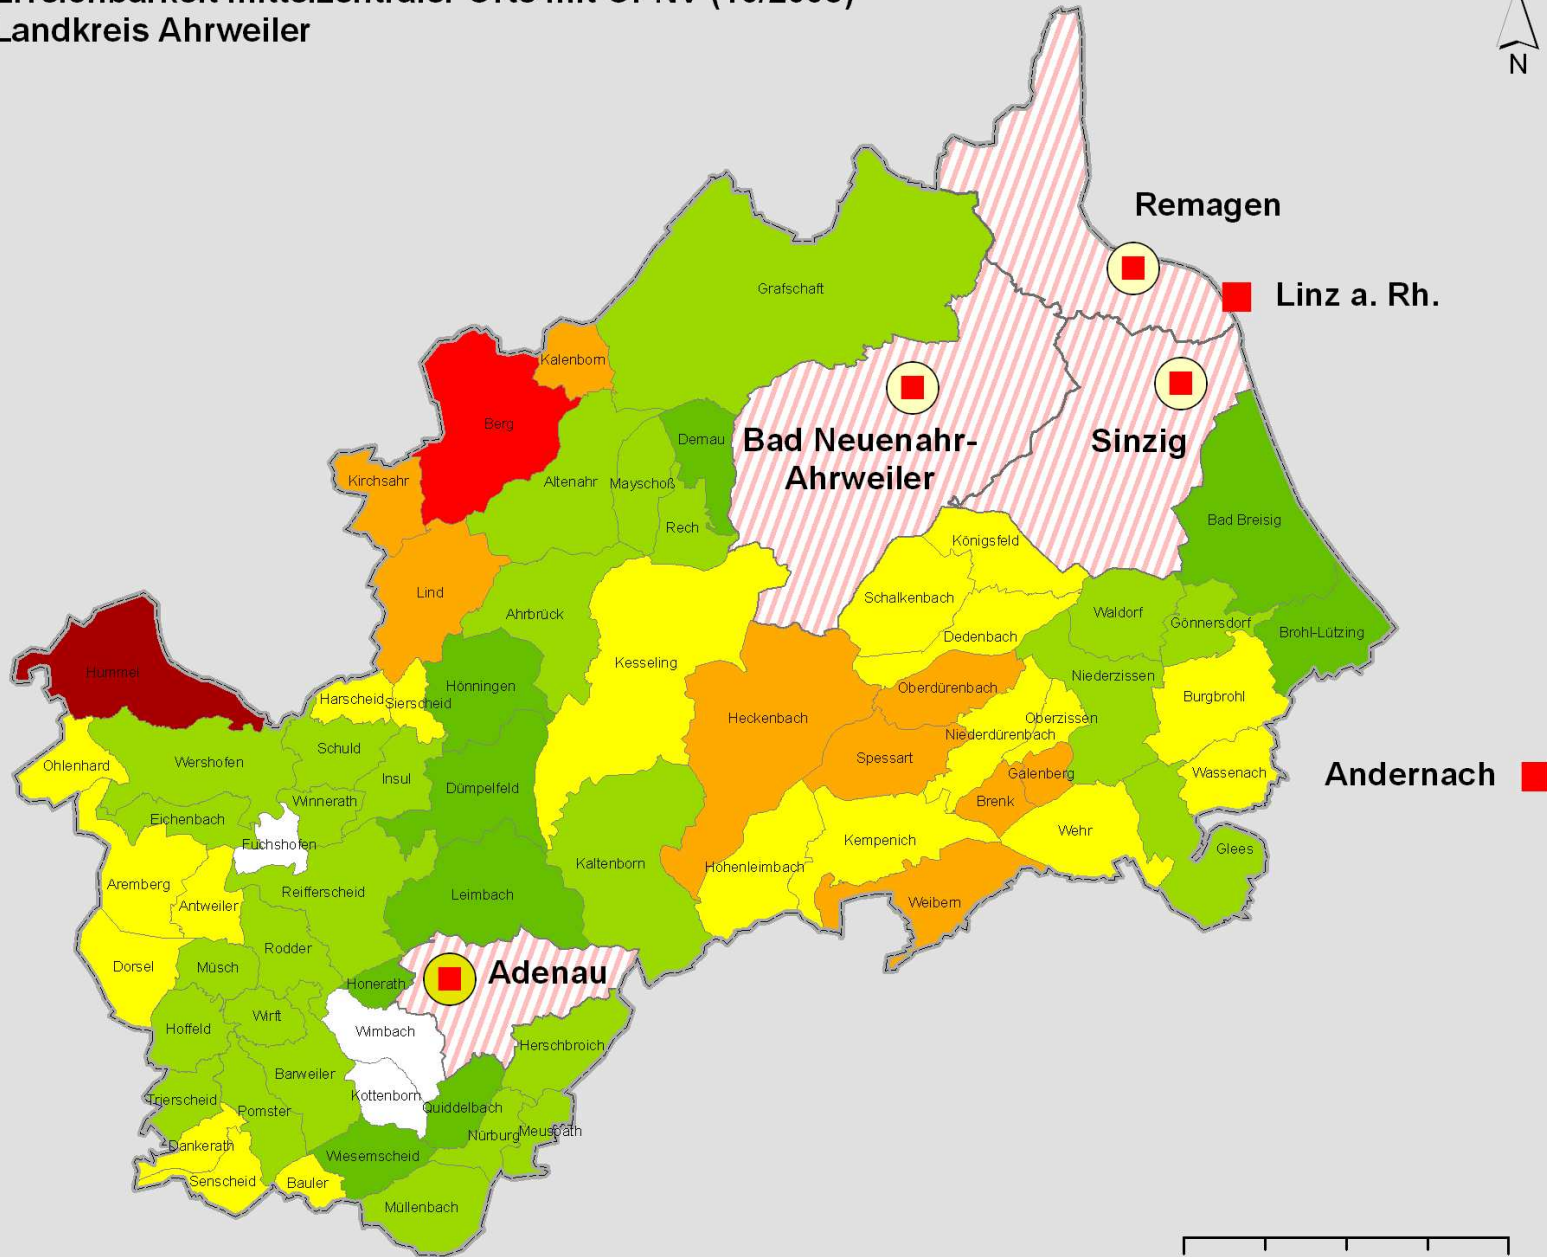 Landkreis Ahrweiler
N
Remagen
Linz a. Rh.
Grafschaft
Kalenborn
Berg
Dernau
Bad Neuenahr-
Ahrweiler
Sinzig
Kirchsahr
Altenahr
Mayschoß
Rech
Bad Breisig
Königsfeld
Lind
Ahrbrück
Schalkenbach
Waldorf
Gönnersdorf
Brohl-Lützing
Dedenbach
Kesseling
Hummel
Hönningen
Niederzissen
Oberdürenbach
Burgbrohl
Harscheid
Sierscheid
Heckenbach
Oberzissen
Niederdürenbach
Schuld
Wershofen
Ohlenhard
Insul
Spessart
Galenberg
Wassenach
Andernach
Dümpelfeld
Winnerath
Brenk
Eichenbach
Fuchshofen
Kempenich
Wehr
Glees
Kaltenborn
Hohenleimbach
Aremberg
Reifferscheid
Leimbach
Antweiler
Weibern
Rodder
Dorsel
Müsch
Adenau
Honerath
Wirft
Hoffeld
Wimbach
Herschbroich
Barweiler
Kottenborn
Trierscheid
Pomster
Quiddelbach
Nürburg
Meuspath
Dankerath
Wiesemscheid
Senscheid
Bauler
Müllenbach